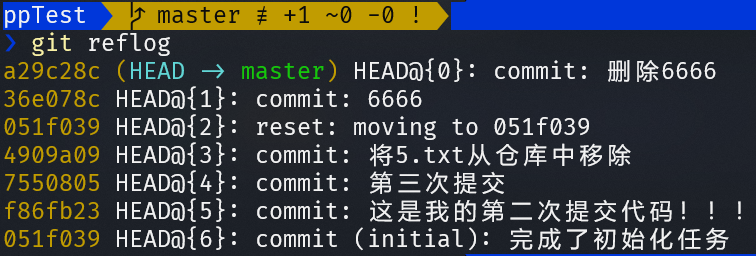 ppTest master ≢ +1 ~0 -0 !
❯ git reflog
a29c28c (HEAD -> master) HEAD@{0}: commit: 删除6666
36e078c HEAD@{1}: commit: 6666
051f039 HEAD@{2}: reset: moving to 051f039
4909a09 HEAD@{3}: commit: 将5.txt从仓库中移除
7550805 HEAD@{4}: commit: 第三次提交
f86fb23 HEAD@{5}: commit: 这是我的第二次提交代码！！！
051f039 HEAD@{6}: commit (initial): 完成了初始化任务